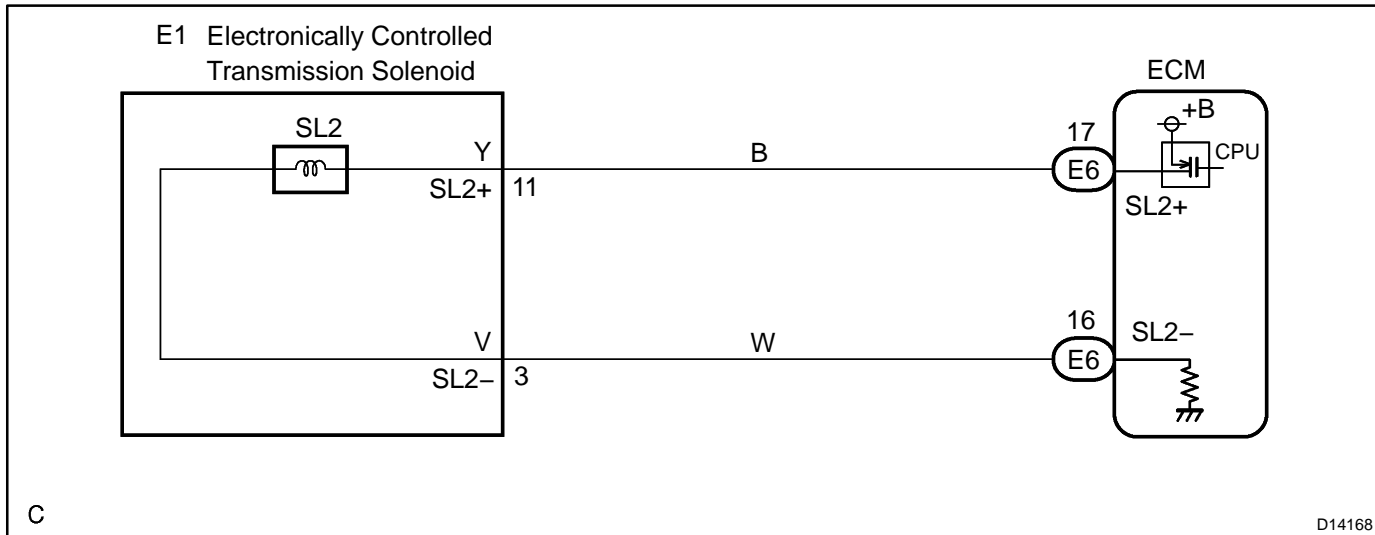 E1 Electronically Controlled
Transmission Solenoid
ECM
SL2
+B
17
CPU
Y
B
E6
SL2+
11
SL2+
16
SL2–
V
W
E6
SL2–
3
C
D14168